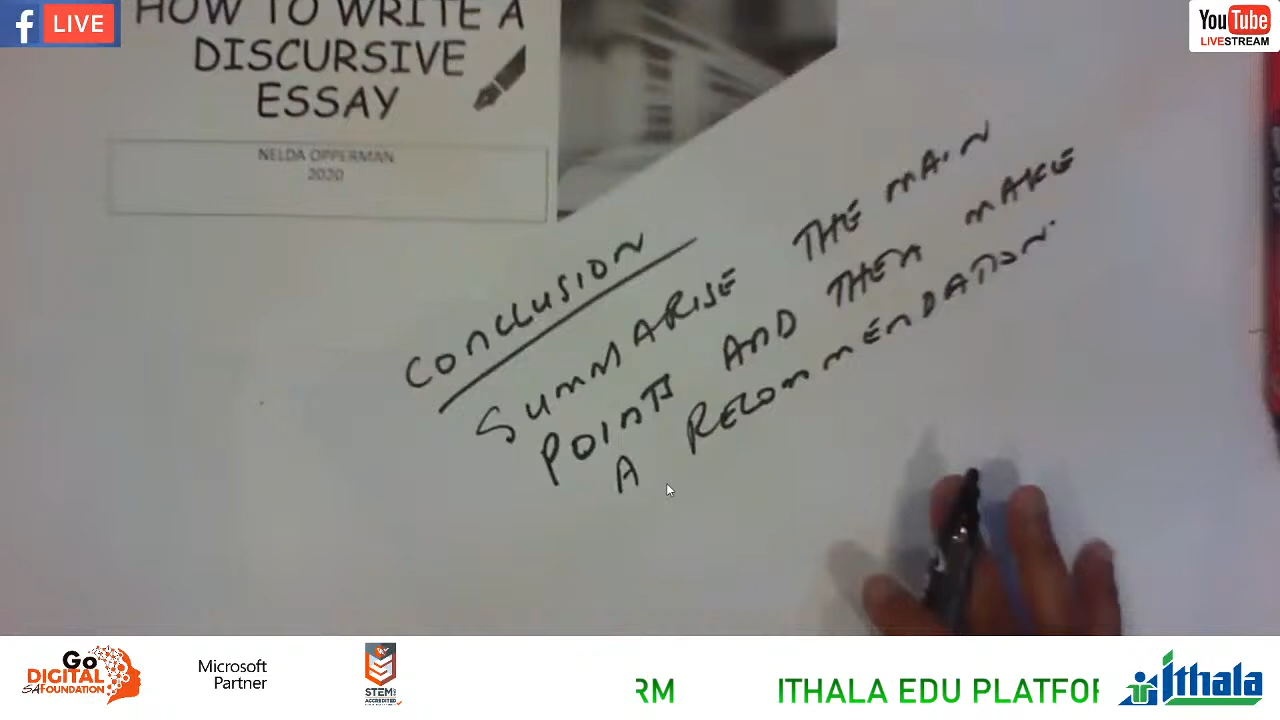 f LIVE
HOW TO WRITE A
DISCURSIVE
ESSAY
NELDA OPPERMAN
2020
YouTube
LIVESTREAM
CONCLUSION
SUMMARISE THE MAIN
POINTS AND THEN MAKE
A RECOMMENDATION.
Go
DIGITAL
SA FOUNDATION
Microsoft
Partner
STEM
ACCREDITED
RM
ITHALA EDU PLATFOR
Ithala